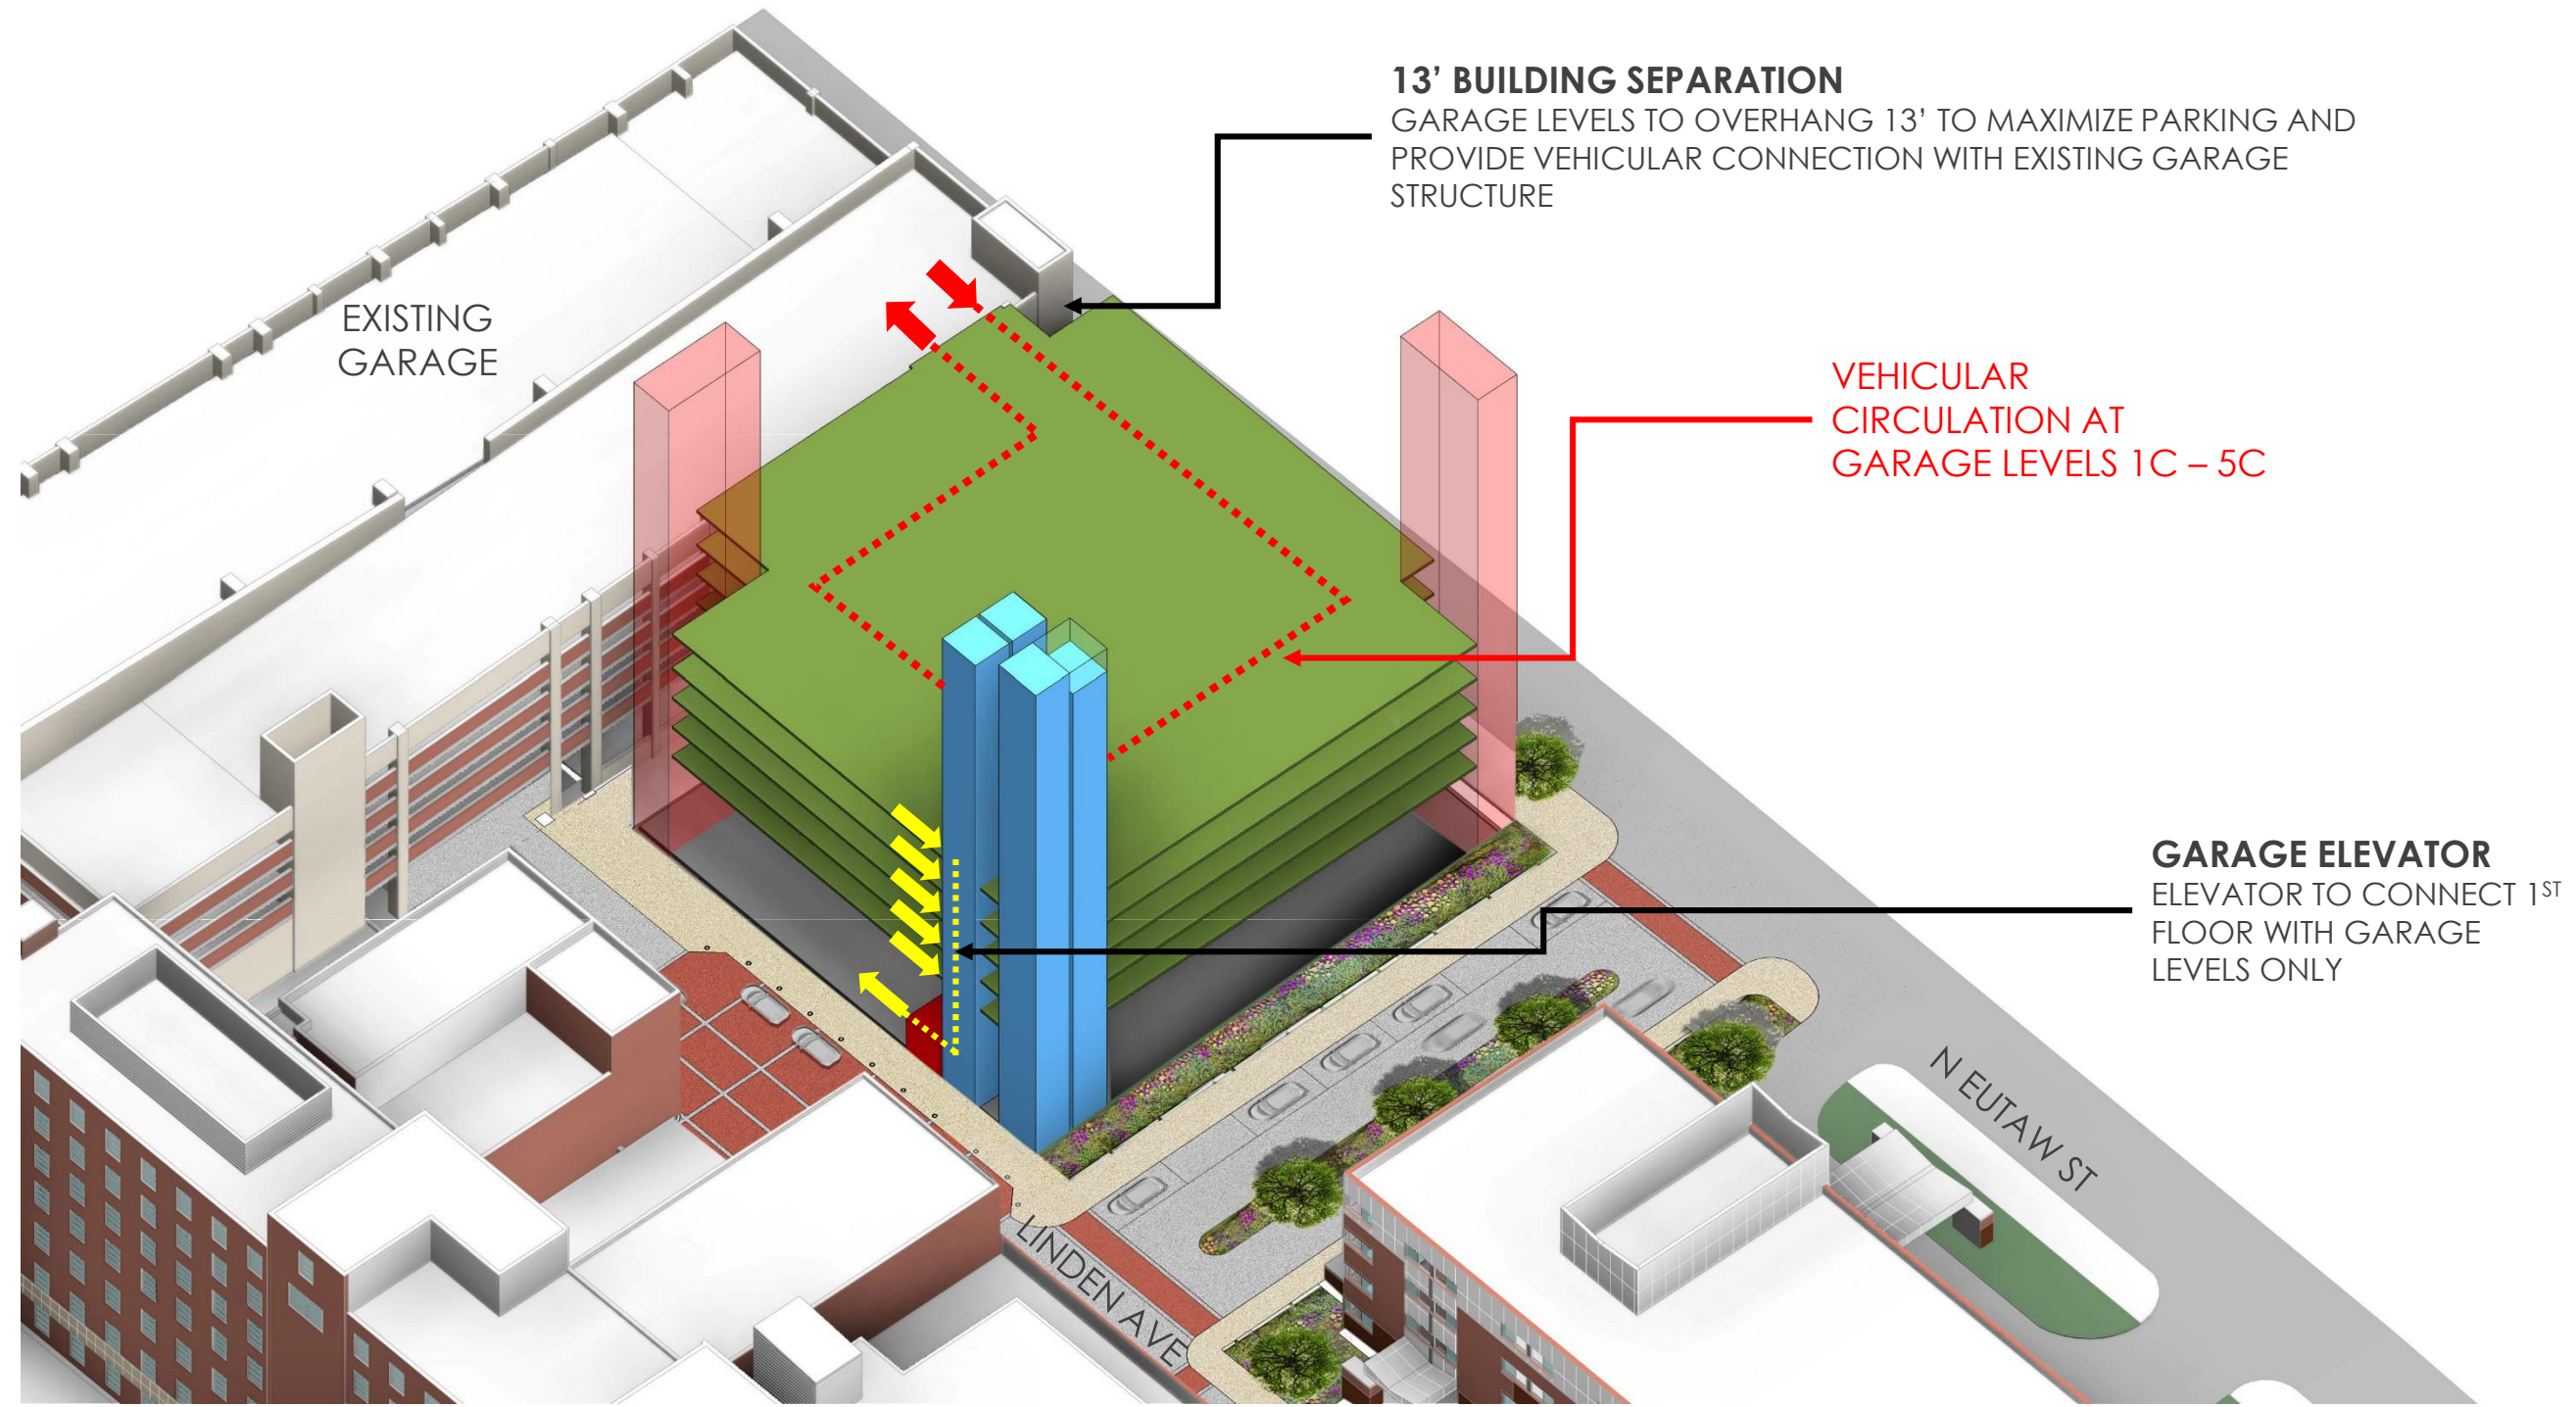 13’ BUILDING SEPARATION
GARAGE LEVELS TO OVERHANG 13’ TO MAXIMIZE PARKING AND
PROVIDE VEHICULAR CONNECTION WITH EXISTING GARAGE
STRUCTURE
EXISTING
GARAGE
VEHICULAR
CIRCULATION AT
GARAGE LEVELS 1C – 5C
GARAGE ELEVATOR
ELEVATOR TO CONNECT 1ST
FLOOR WITH GARAGE
LEVELS ONLY
N EUTAW ST
LINDEN AVE